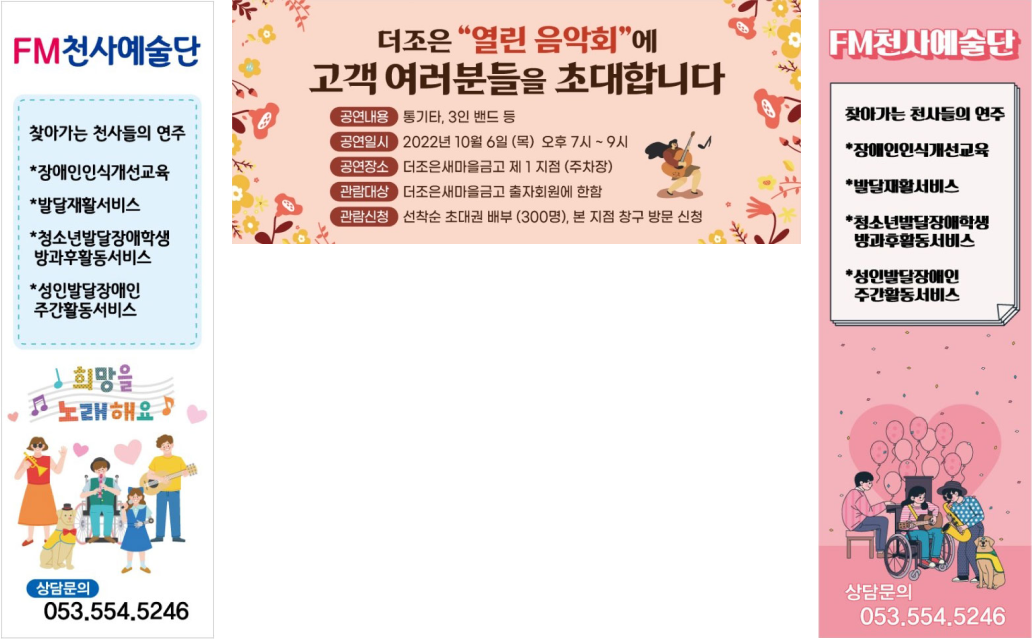 FM천사예술단
찾아가는 천사들의 연주
*장애인인식개선교육
*발달재활서비스
*청소년발달장애학생
방과후활동서비스
*성인발달장애인
주간활동서비스
희망을
노래해요
상담문의
053.554.5246
더조은 “열린 음악회”에
고객 여러분들을 초대합니다
공연내용 통기타, 3인 밴드 등
공연일시 2022년 10월 6일 (목) 오후 7시 ~ 9시
공연장소 더조은새마을금고 제 1 지점 (주차장)
관람대상 더조은새마을금고 출자회원에 한함
관람신청 선착순 초대권 배부 (300명), 본 지점 창구 방문 신청
FM천사예술단
찾아가는 천사들의 연주
*장애인인식개선교육
*발달재활서비스
*청소년발달장애학생
방과후활동서비스
*성인발달장애인
주간활동서비스
상담문의
053.554.5246